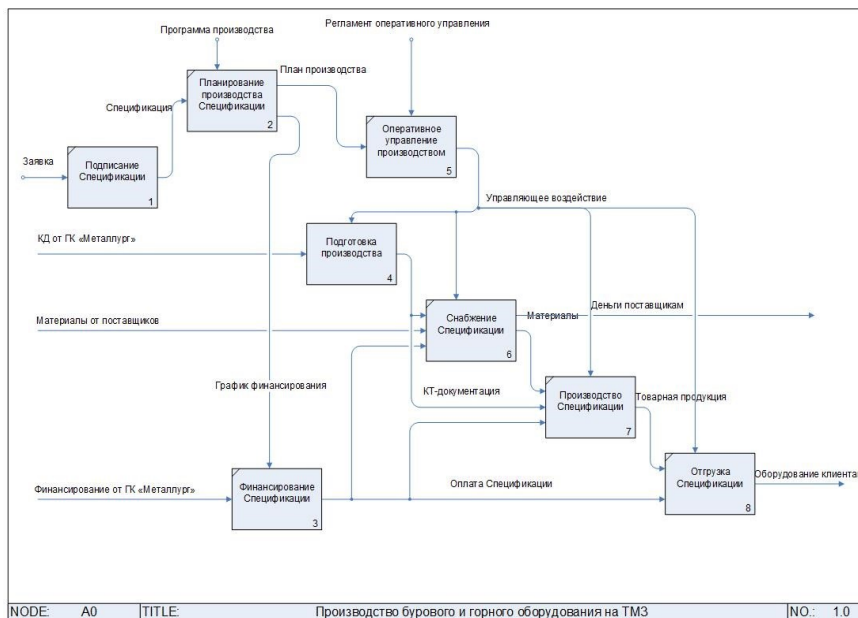 Программа производства
Регламент оперативного управления
План производства
Планирование
производства
Спецификации
2
Спецификация
Оперативное
управление
производством
5
Заявка
Подписание
Спецификации
1
Управляющее воздействие
КД от ГК «Металлург»
Подготовка
производства
4
Деньги поставщикам
Материалы от поставщиков
Снабжение
Спецификации
6
Материалы
График финансирования
КТ-документация
Производство
Спецификации
7
Товарная продукция
Финансирование от ГК «Металлург»
Финансирование
Спецификации
3
Оплата Спецификации
Отгрузка
Спецификации
8
Оборудование клиентам
NODE: A0 TITLE: Производство бурового и горного оборудования на ТМЗ NO.: 1.0